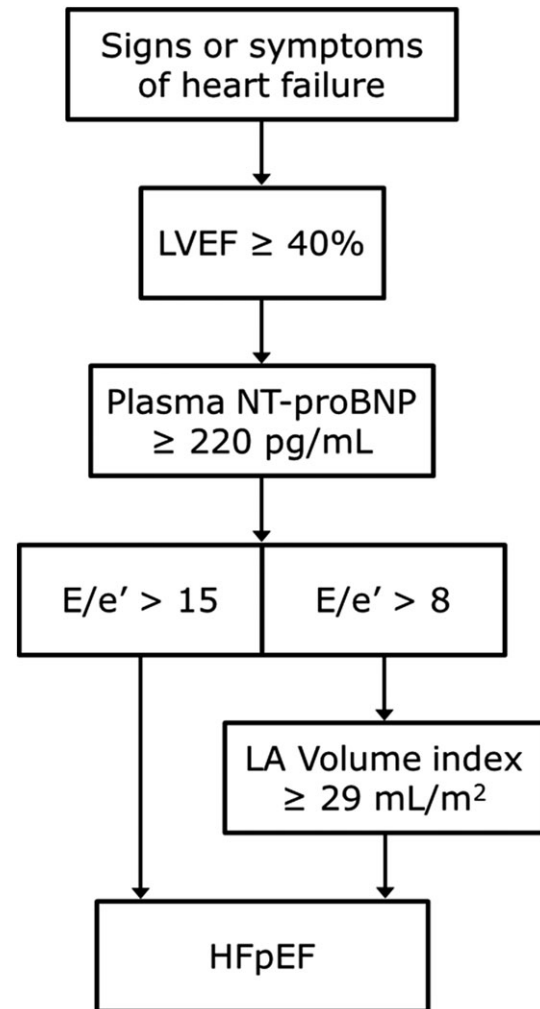 Signs or symptoms
of heart failure
LVEF ≥ 40%
Plasma NT-proBNP
≥ 220 pg/mL
E/e’ > 15
E/e’ > 8
LA Volume index
≥ 29 mL/m²
HFpEF